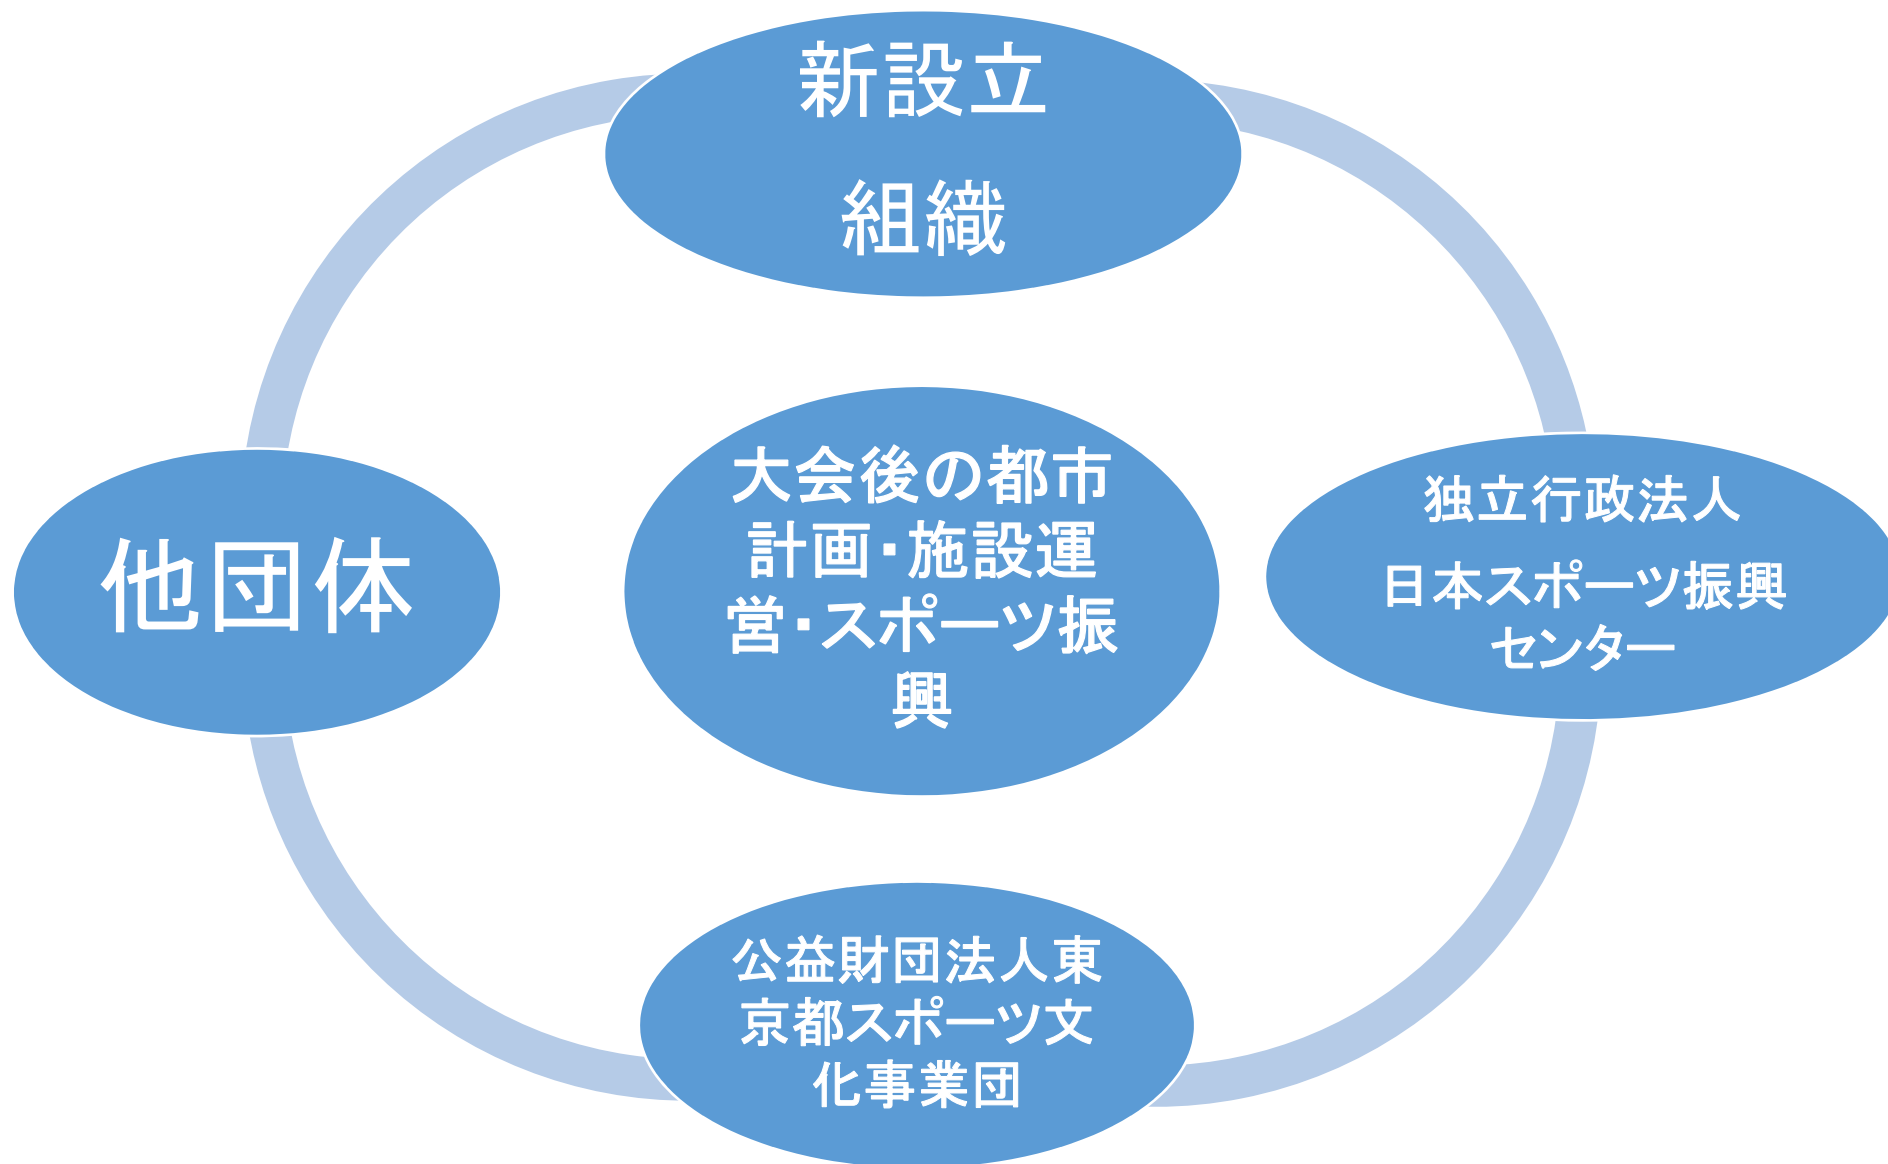 新設立
組織
大会後の都市
計画・施設運
営・スポーツ振
興
他団体
独立行政法人
日本スポーツ振興
センター
公益財団法人東
京都スポーツ文
化事業団